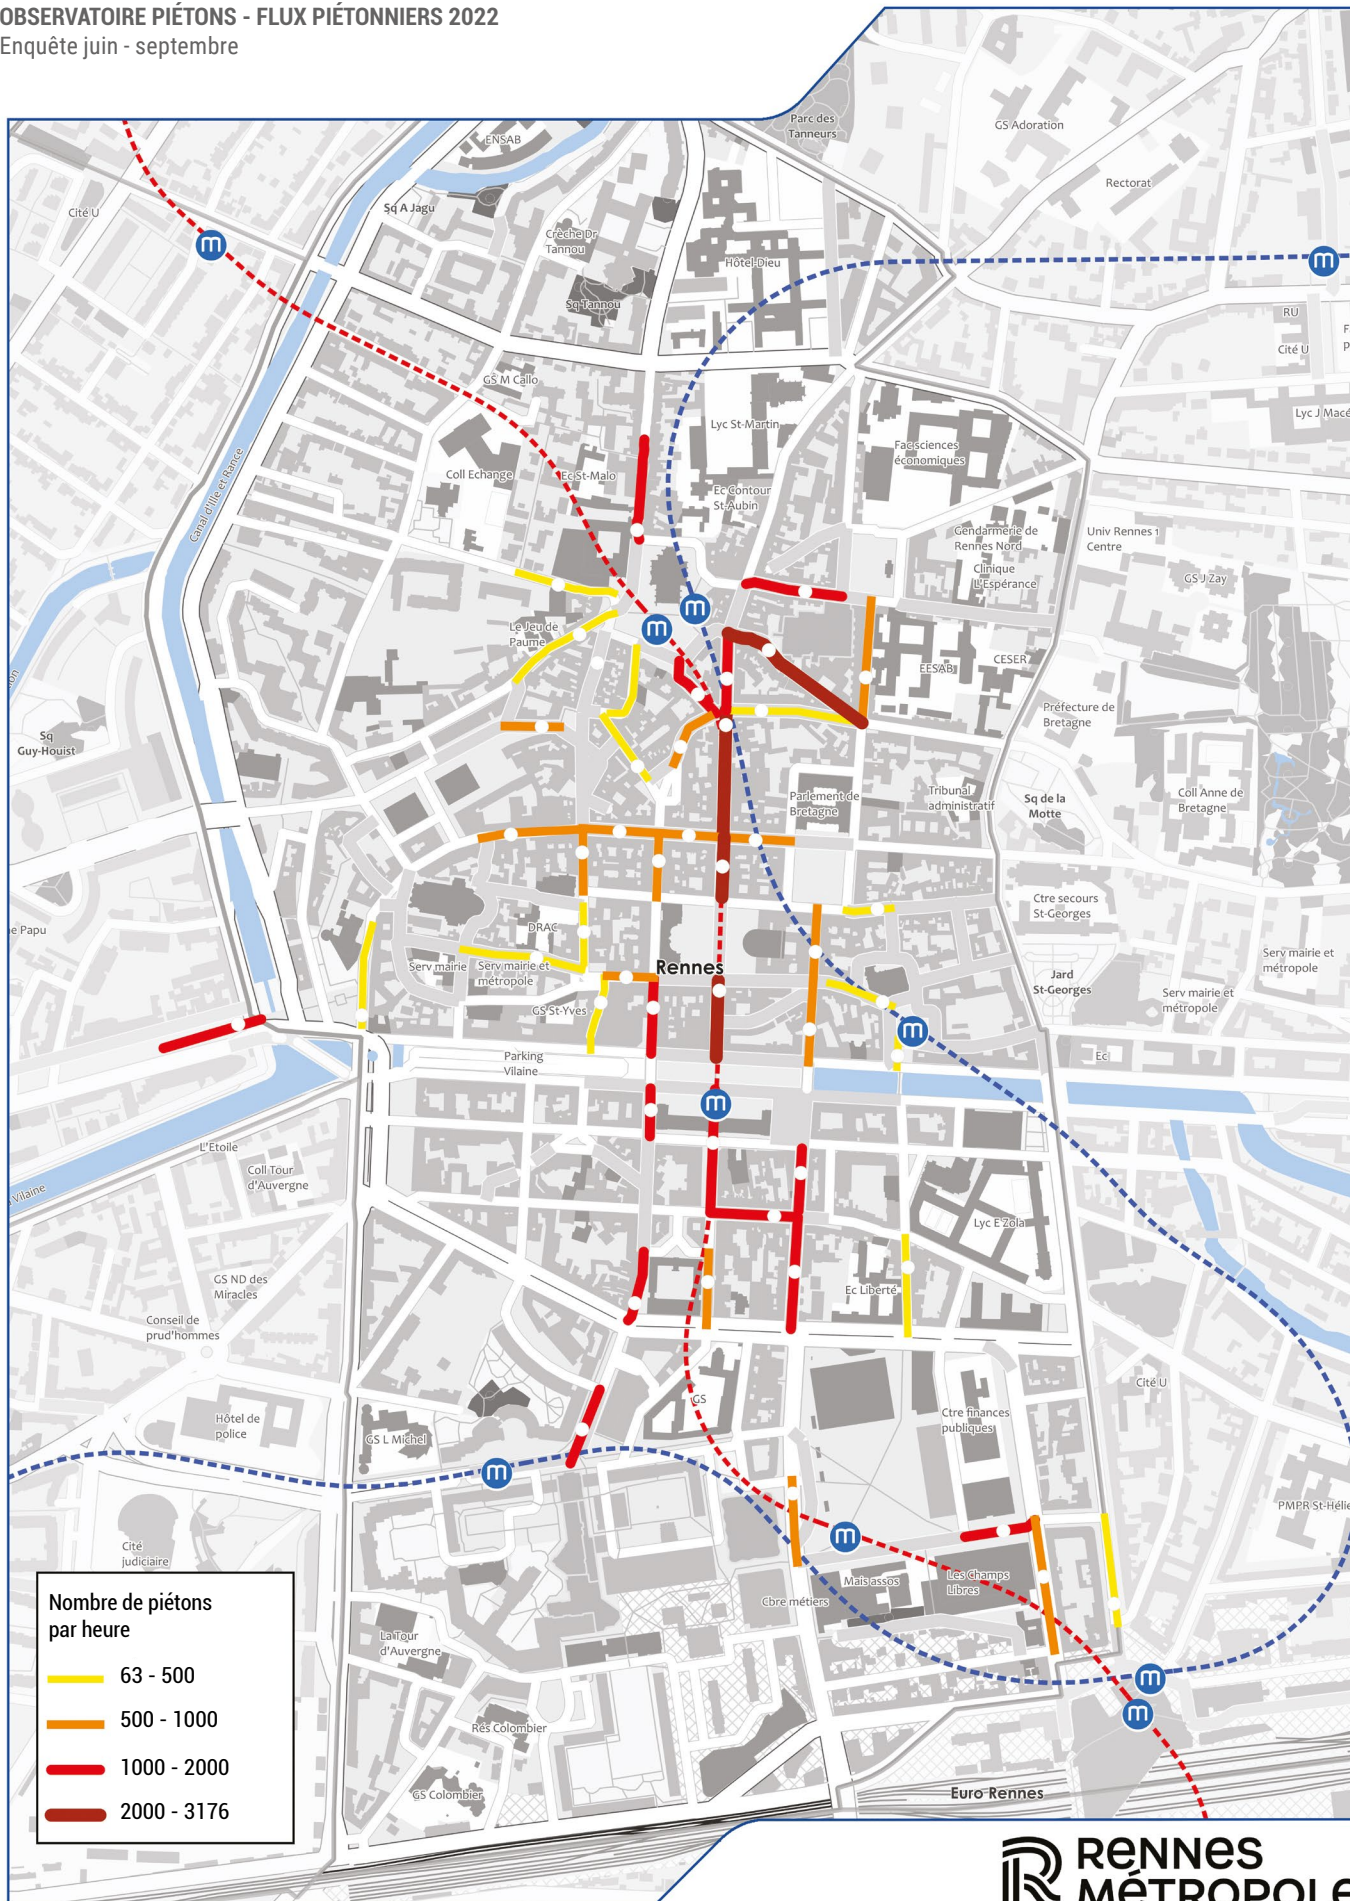 OBSERVATOIRE PIÉTONS - FLUX PIÉTONNIERS 2022
Enquête juin - septembre
Parc des
Tanneurs
GS Adoration
ENSAB
Rectorat
Cité U
Sq A Jagu
Crèche Dr
Tannou
Hôtel-Dieu
m
m
Sq Tannou
RU
Cité U
GS M Callo
Lyc J Macé
Lyc St-Martin
Fac sciences
économiques
Coll Echange
Ec St-Malo
Canal d'Ille et Rance
Ec Contour
St-Aubin
Gendarmerie de
Rennes Nord
Univ Rennes 1
Centre
Clinique
L'Espérance
GS J Zay
m
m
Le Jeu de
Paume
EESAB
CESER
Préfecture de
Bretagne
Sq
Guy-Houist
Parlement de
Bretagne
Tribunal
administratif
Sq de la
Motte
Coll Anne de
Bretagne
Ctre secours
St-Georges
e Papu
DRAC
Serv mairie
Serv mairie et
métropole
Rennes
Serv mairie et
métropole
Jard
St-Georges
Serv mairie et
métropole
GS St-Yves
m
Parking
Vilaine
Ec
m
L'Etoile
Coll Tour
d'Auvergne
Vilaine
Lyc E Zola
GS ND des
Miracles
Ec Liberté
Conseil de
prud'hommes
Cité U
GS
Hôtel de
police
GS L Michel
Ctre finances
publiques
m
PMPR St-Hélie
m
Cité
judiciaire
Mais assos
Les Champs
Libres
Cbre métiers
Nombre de piétons
par heure
63 - 500
500 - 1000
1000 - 2000
2000 - 3176
La Tour
d'Auvergne
m
m
Rés Colombier
GS Colombier
Euro Rennes
RENNES
MÉTROPOLE